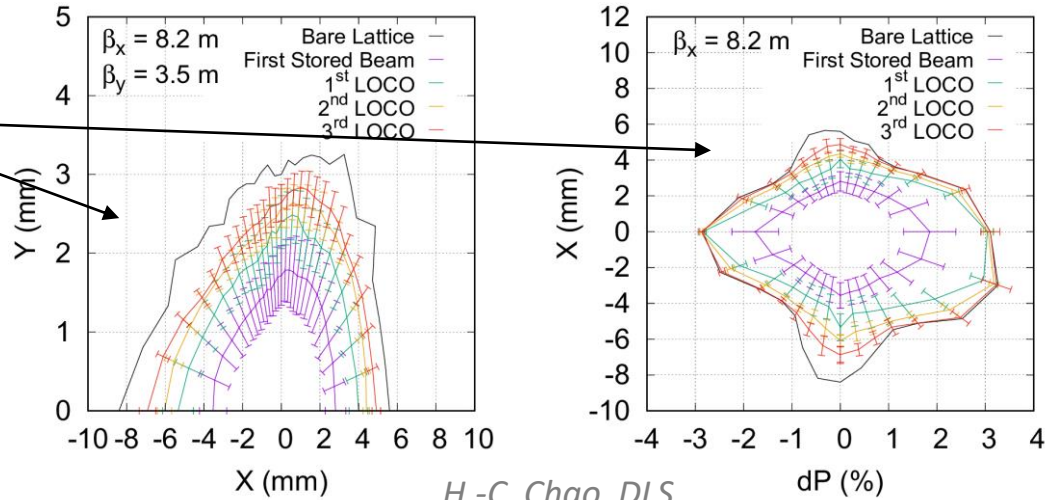 5
4
3
2
1
0
Y (mm)
βx = 8.2 m
βy = 3.5 m
Bare Lattice
First Stored Beam
1st LOCO
2nd LOCO
3rd LOCO
-10 -8 -6 -4 -2 0 2 4 6 8 10
X (mm)
12
10
8
6
4
2
0
-2
-4
-6
-8
-10
X (mm)
βx = 8.2 m
Bare Lattice
First Stored Beam
1st LOCO
2nd LOCO
3rd LOCO
-4 -3 -2 -1 0 1 2 3 4
dP (%)